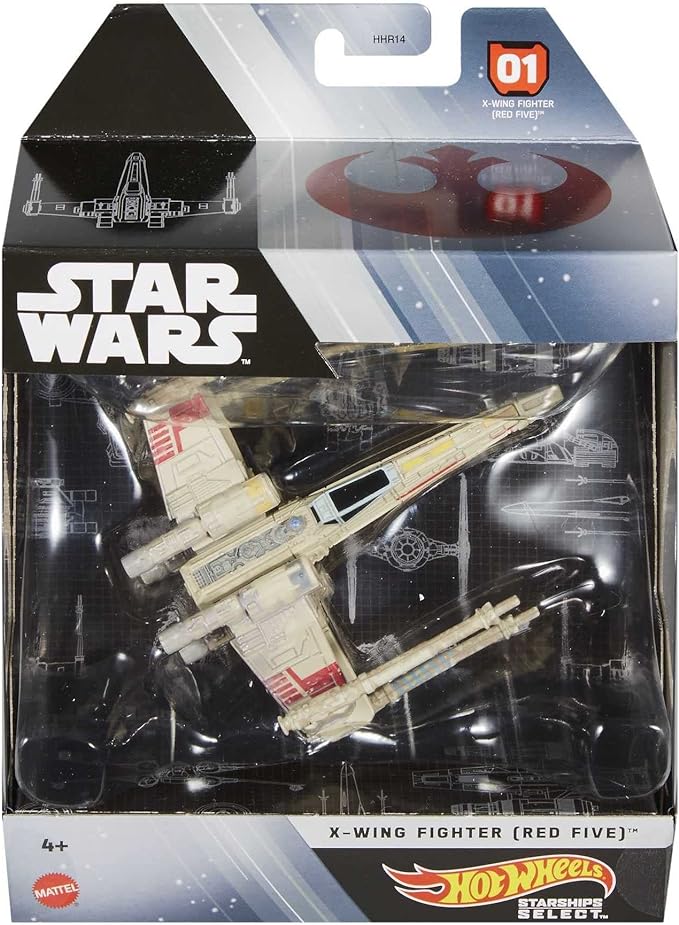 HHR14
01
X-WING FIGHTER
(RED FIVE)™
STAR
WARS™
X-WING FIGHTER (RED FIVE)™
4+
MATTEL
HOT WHEELS
STARSHIPS
SELECT™